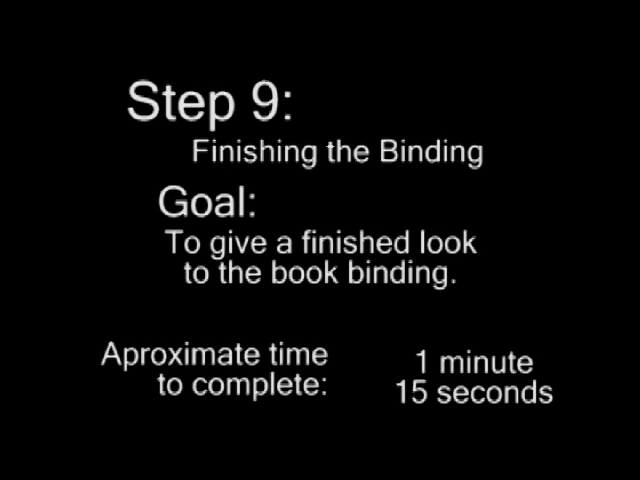 Step 9:
Finishing the Binding
Goal:
To give a finished look
to the book binding.
Aproximate time
to complete:
1 minute
15 seconds